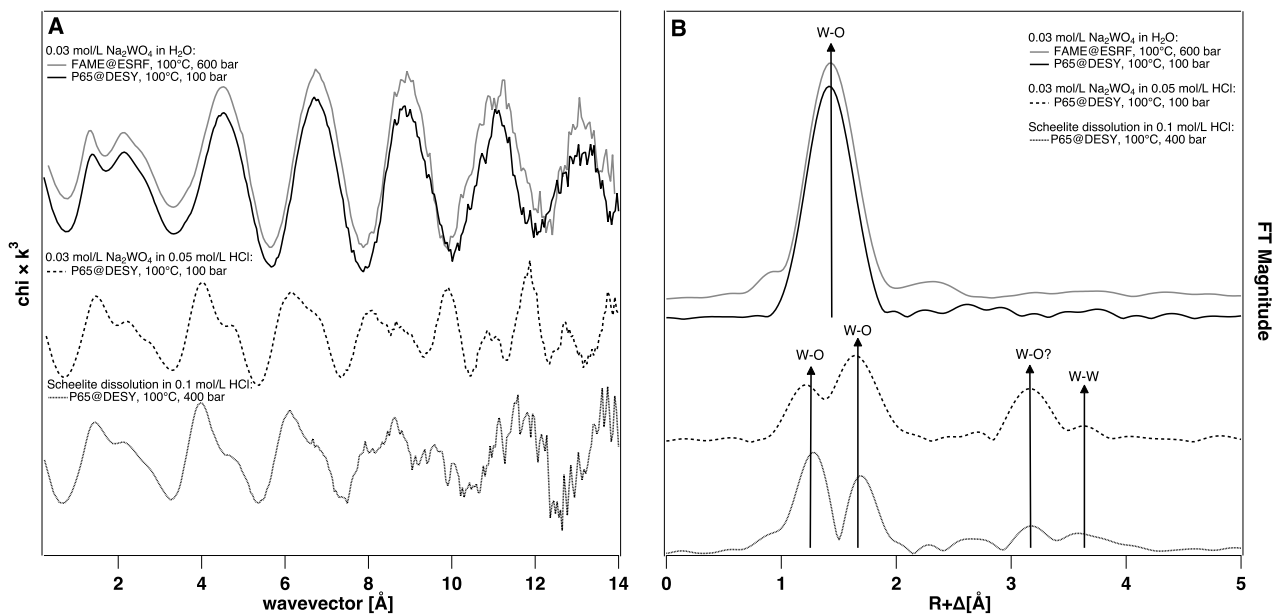 A
0.03 mol/L Na₂WO₄ in H₂O:
FAME@ESRF, 100°C, 600 bar
P65@DESY, 100°C, 100 bar
0.03 mol/L Na₂WO₄ in 0.05 mol/L HCl:
P65@DESY, 100°C, 100 bar
Scheelite dissolution in 0.1 mol/L HCl:
P65@DESY, 100°C, 400 bar
chi × k³
2 4 6 8 10 12 14
wavevector [Å]
B
W-O
0.03 mol/L Na₂WO₄ in H₂O:
FAME@ESRF, 100°C, 600 bar
P65@DESY, 100°C, 100 bar
0.03 mol/L Na₂WO₄ in 0.05 mol/L HCl:
P65@DESY, 100°C, 100 bar
Scheelite dissolution in 0.1 mol/L HCl:
P65@DESY, 100°C, 400 bar
W-O
W-O
W-O?
W-W
FT Magnitude
0 1 2 3 4 5
R+Δ[Å]